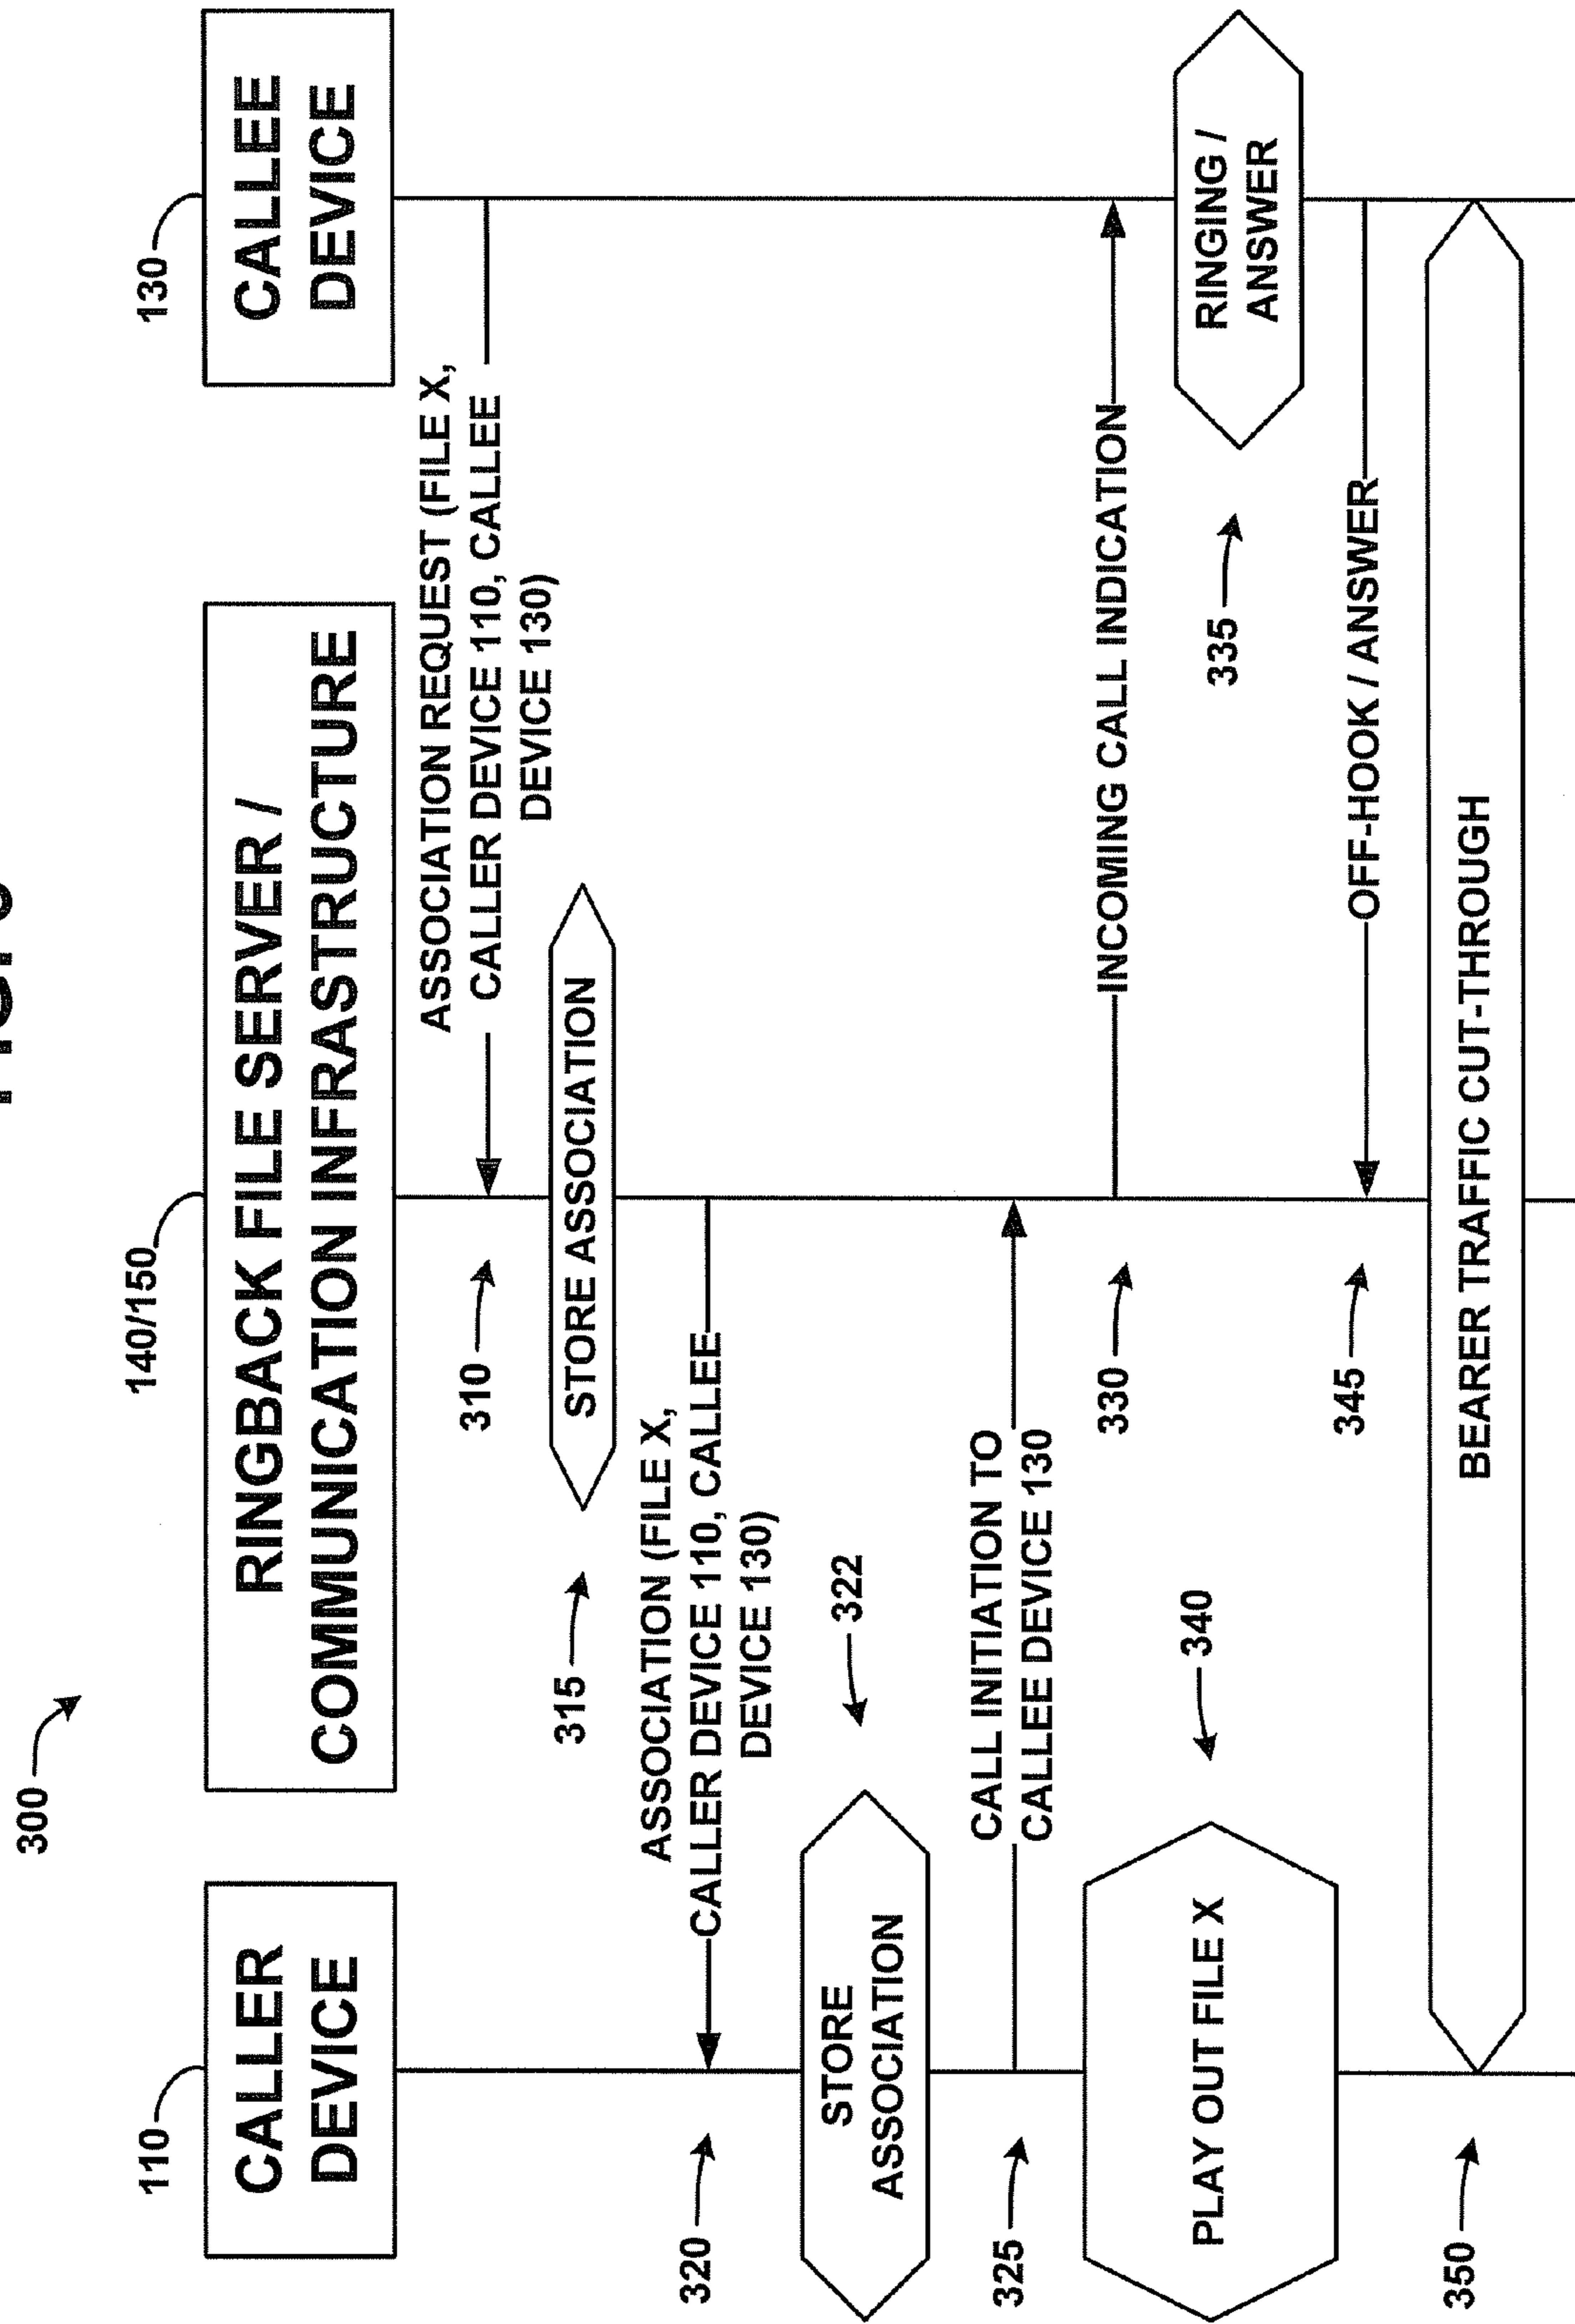 300
110
CALLER
DEVICE
140/150
RINGBACK FILE SERVER /
COMMUNICATION INFRASTRUCTURE
130
CALLEE
DEVICE
310
ASSOCIATION REQUEST (FILE X,
CALLER DEVICE 110, CALLEE
DEVICE 130)
315
STORE ASSOCIATION
320
ASSOCIATION (FILE X,
CALLER DEVICE 110, CALLEE
DEVICE 130)
STORE
ASSOCIATION
322
325
CALL INITIATION TO
CALLEE DEVICE 130
330
INCOMING CALL INDICATION
PLAY OUT FILE X
340
335
RINGING /
ANSWER
345
OFF-HOOK / ANSWER
350
BEARER TRAFFIC CUT-THROUGH